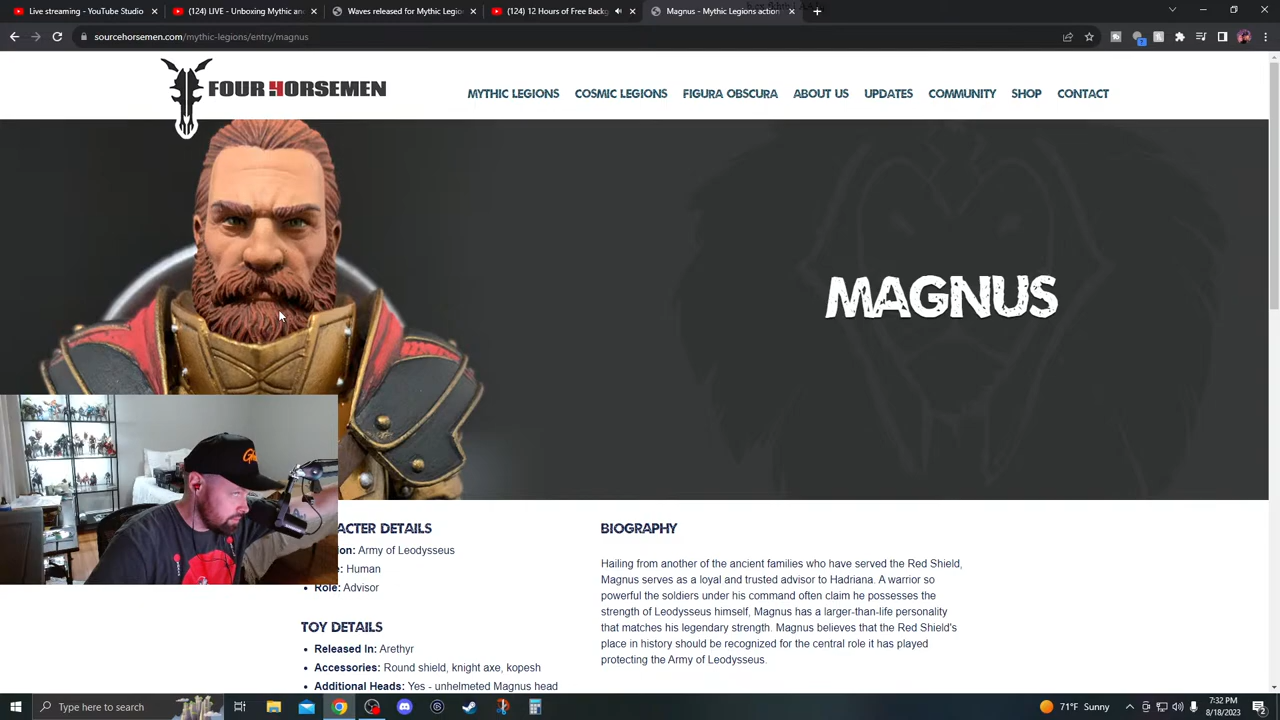 (124) Live streaming - YouTube Studio
(124) LIVE - Unboxing Mythic an
Waves released for Mythic Legio
(124) 12 Hours of Free Backg
Magnus - Mythic Legions action
sourcehorsemen.com/mythic-legions/entry/magnus
FOUR HORSEMEN
MYTHIC LEGIONS COSMIC LEGIONS FIGURA OBSCURA ABOUT US UPDATES COMMUNITY SHOP CONTACT
MAGNUS
ACTER DETAILS
on: Army of Leodysseus
e: Human
Role: Advisor
TOY DETAILS
Released In: Arethyr
Accessories: Round shield, knight axe, kopesh
Additional Heads: Yes - unhelmeted Magnus head
BIOGRAPHY
Hailing from another of the ancient families who have served the Red Shield,
Magnus serves as a loyal and trusted advisor to Hadriana. A warrior so
powerful the soldiers under his command often claim he possesses the
strength of Leodysseus himself, Magnus has a larger-than-life personality
that matches his legendary strength. Magnus believes that the Red Shield's
place in history should be recognized for the central role it has played
protecting the Army of Leodysseus.
Type here to search
71°F Sunny
7:32 PM
8/18/2023